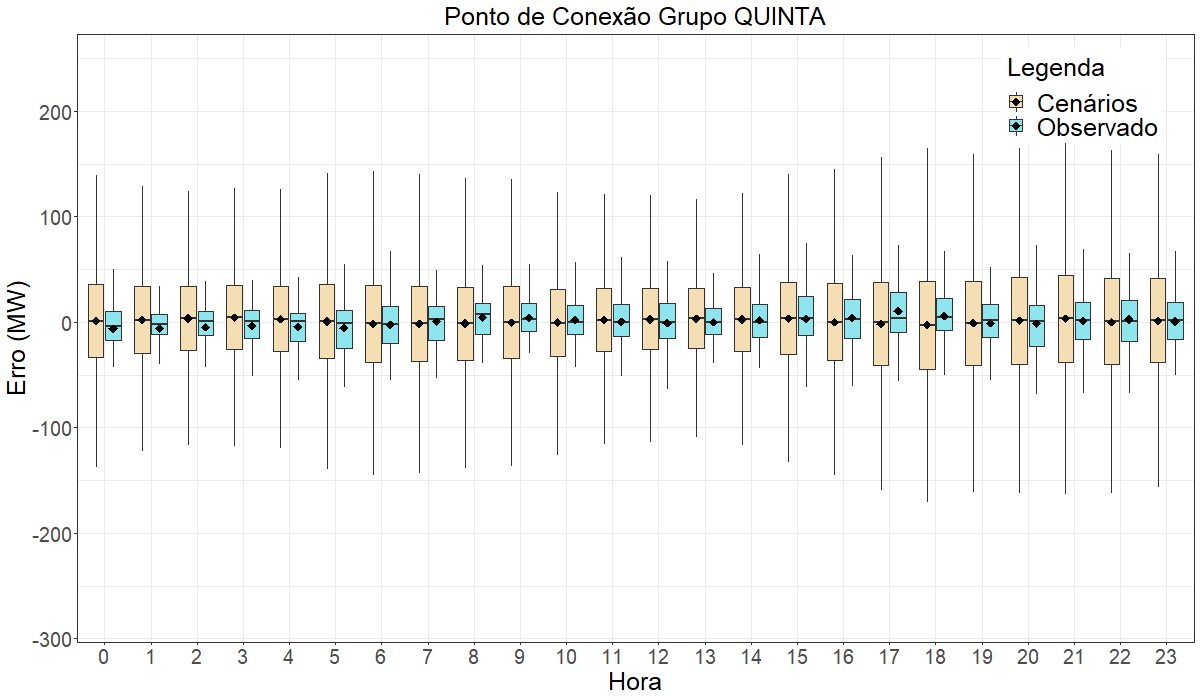 Ponto de Conexão Grupo QUINTA
Legenda
Cenários
Observado
Erro (MW)
200
100
0
-100
-200
-300
0 1 2 3 4 5 6 7 8 9 10 11 12 13 14 15 16 17 18 19 20 21 22 23
Hora